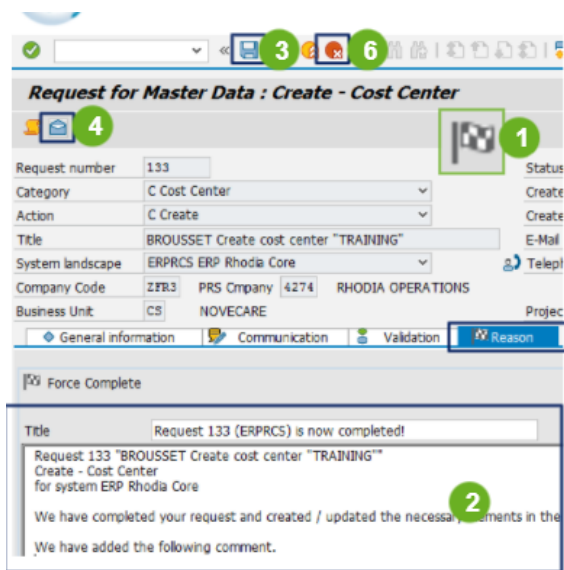 3
6
Request for Master Data : Create - Cost Center
4
1
Request number 133 Status
Category C Cost Center Create
Action C Create Create
Title BROUSSET Create cost center "TRAINING" E-Mail
System landscape ERPRCS ERP Rhodia Core Teleph
Company Code ZFR3 PRS Cmpany 4274 RHODIA OPERATIONS
Business Unit CS NOVECARE Projec
General information Communication Validation Reason
Force Complete
Title Request 133 (ERPRCS) is now completed!
Request 133 "BROUSSET Create cost center "TRAINING""
Create - Cost Center
for system ERP Rhodia Core
2
We have completed your request and created / updated the necessary elements in the
We have added the following comment.